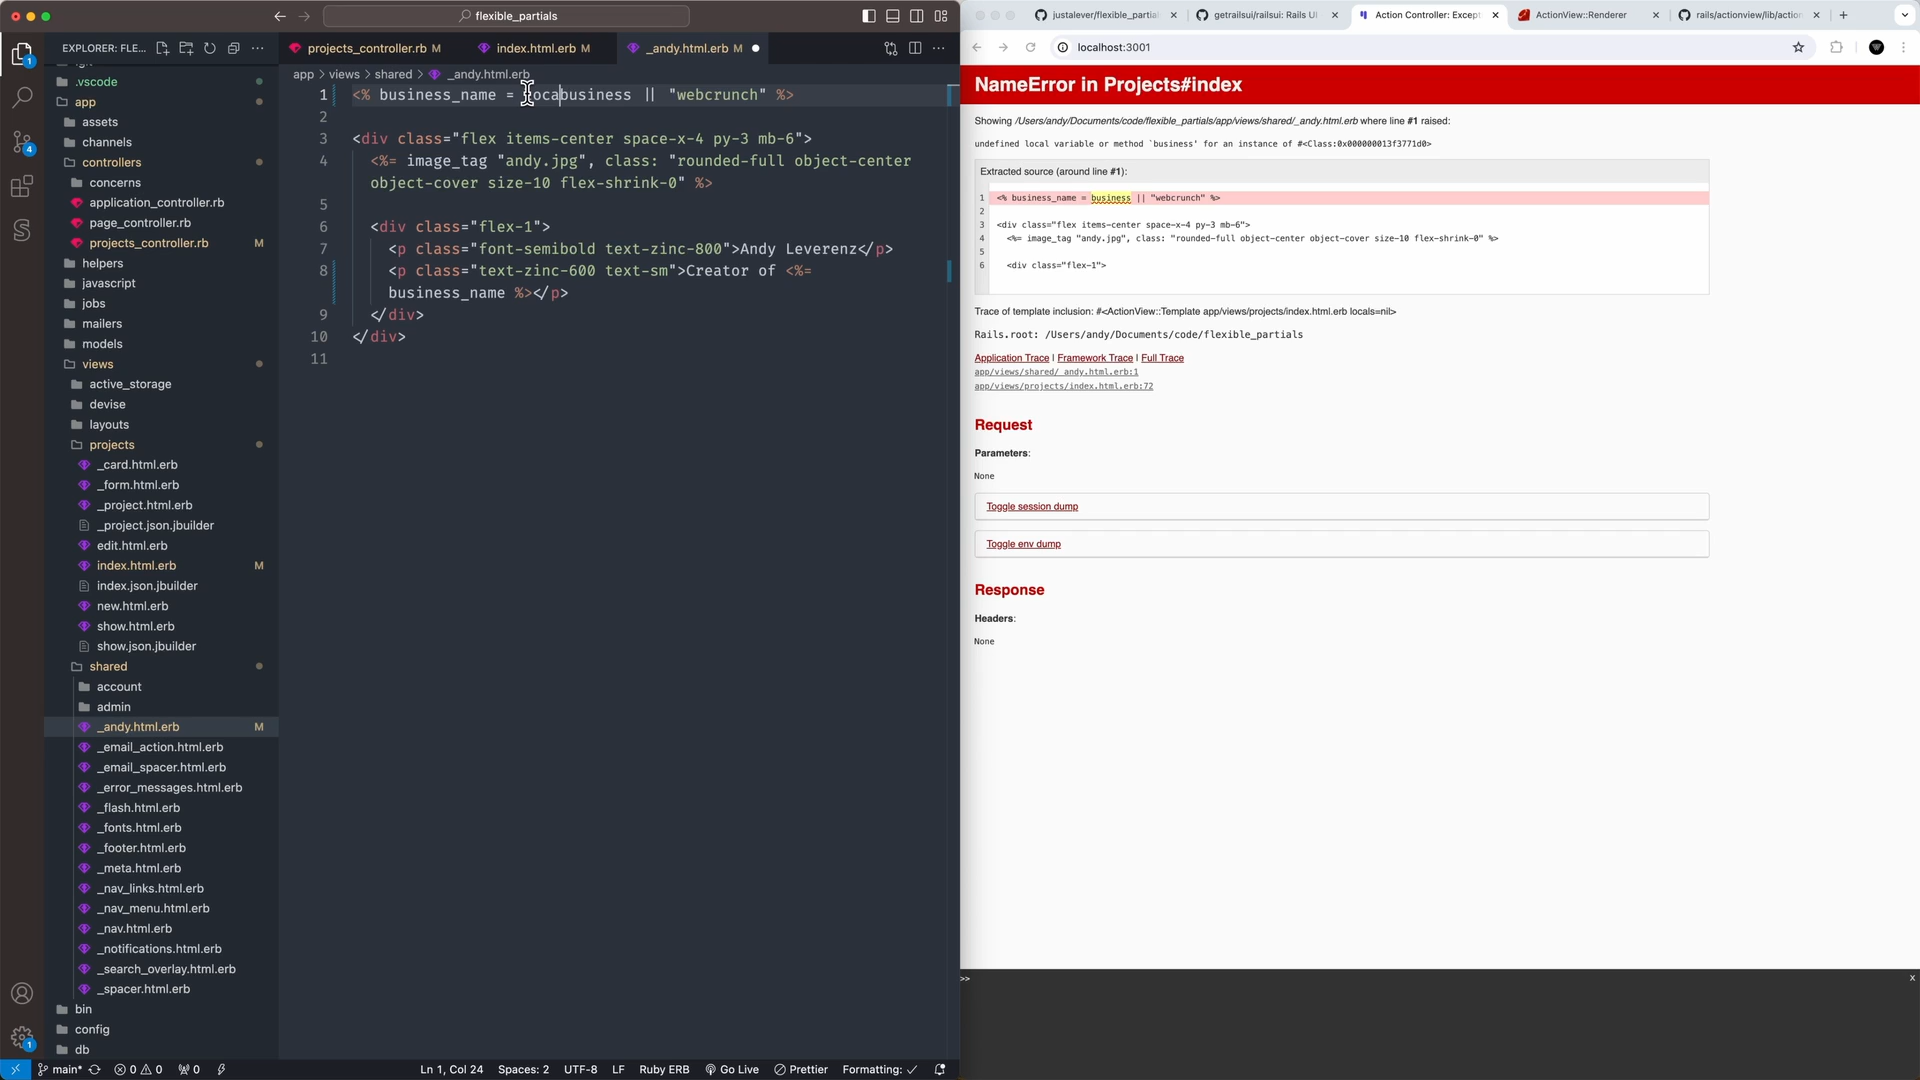 flexible_partials
EXPLORER: FLE...
.vscode
app
assets
channels
controllers
concerns
application_controller.rb
page_controller.rb
projects_controller.rb M
helpers
javascript
jobs
mailers
models
views
active_storage
devise
layouts
projects
_card.html.erb
_form.html.erb
_project.html.erb
_project.json.jbuilder
edit.html.erb
index.html.erb M
index.json.jbuilder
new.html.erb
show.html.erb
show.json.jbuilder
shared
account
admin
_andy.html.erb M
_email_action.html.erb
_email_spacer.html.erb
_error_messages.html.erb
_flash.html.erb
_fonts.html.erb
_footer.html.erb
_meta.html.erb
_nav_links.html.erb
_nav_menu.html.erb
_nav.html.erb
_notifications.html.erb
_search_overlay.html.erb
_spacer.html.erb
bin
config
db
projects_controller.rb M
index.html.erb M
_andy.html.erb M
app > views > shared > _andy.html.erb
1 <% business_name = locabusiness || "webcrunch" %>
2
3 <div class="flex items-center space-x-4 py-3 mb-6">
4 <%= image_tag "andy.jpg", class: "rounded-full object-center
object-cover size-10 flex-shrink-0" %>
5
6 <div class="flex-1">
7 <p class="font-semibold text-zinc-800">Andy Leverenz</p>
8 <p class="text-zinc-600 text-sm">Creator of <%=
business_name %></p>
9 </div>
10 </div>
11
main*
0 0
0
Ln 1, Col 24
Spaces: 2
UTF-8
LF
Ruby ERB
Go Live
Prettier
Formatting:
justalever/flexible_partia
getrailsui/railsui: Rails U
Action Controller: Except
ActionView::Renderer
rails/actionview/lib/action
localhost:3001
NameError in Projects#index
Showing /Users/andy/Documents/code/flexible_partials/app/views/shared/_andy.html.erb where line #1 raised:
undefined local variable or method `business' for an instance of #<Class:0x000000013f3771d0>
Extracted source (around line #1):
1 <% business_name = business || "webcrunch" %>
2
3 <div class="flex items-center space-x-4 py-3 mb-6">
4 <%= image_tag "andy.jpg", class: "rounded-full object-center object-cover size-10 flex-shrink-0" %>
5
6 <div class="flex-1">
Trace of template inclusion: #<ActionView::Template app/views/projects/index.html.erb locals=nil>
Rails.root: /Users/andy/Documents/code/flexible_partials
Application Trace | Framework Trace | Full Trace
app/views/shared/_andy.html.erb:1
app/views/projects/index.html.erb:72
Request
Parameters:
None
Toggle session dump
Toggle env dump
Response
Headers:
None
>>
x